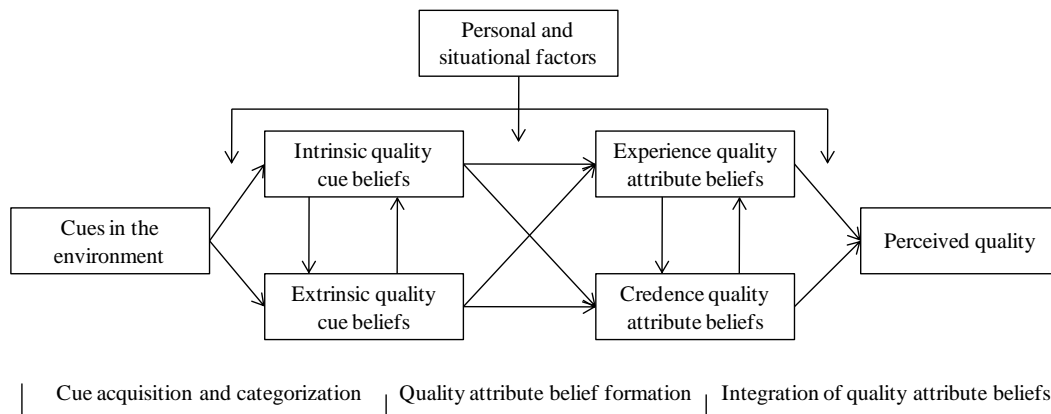 Personal and
situational factors
Intrinsic quality
cue beliefs
Experience quality
attribute beliefs
Cues in the
environment
Perceived quality
Extrinsic quality
cue beliefs
Credence quality
attribute beliefs
Cue acquisition and categorization
Quality attribute belief formation
Integration of quality attribute beliefs